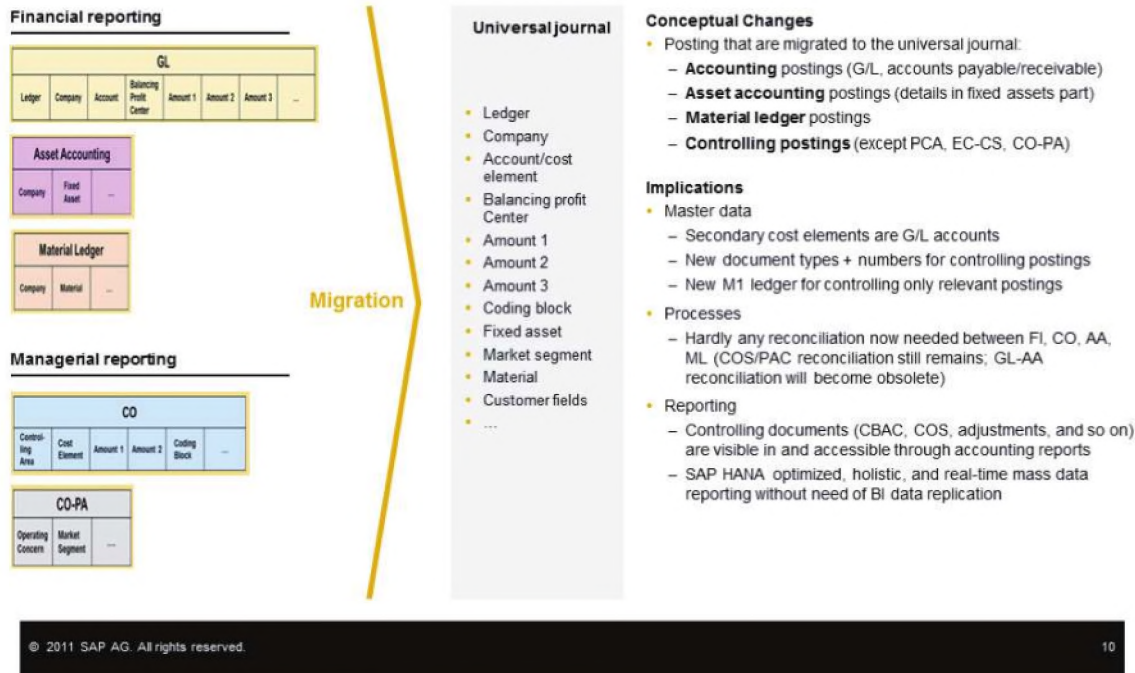 Financial reporting
GL
Ledger
Company
Account
Balancing
Profit
Center
Amount 1
Amount 2
Amount 3
...
Asset Accounting
Company
Fixed
Asset
...
Material Ledger
Company
Material
...
Managerial reporting
CO
Control-
ling
Area
Cost
Element
Amount 1
Amount 2
Coding
Block
...
CO-PA
Operating
Concern
Market
Segment
...
Migration
Universal journal
• Ledger
• Company
• Account/cost
element
• Balancing profit
Center
• Amount 1
• Amount 2
• Amount 3
• Coding block
• Fixed asset
• Market segment
• Material
• Customer fields
• ...
Conceptual Changes
• Posting that are migrated to the universal journal:
– Accounting postings (G/L, accounts payable/receivable)
– Asset accounting postings (details in fixed assets part)
– Material ledger postings
– Controlling postings (except PCA, EC-CS, CO-PA)
Implications
• Master data
– Secondary cost elements are G/L accounts
– New document types + numbers for controlling postings
– New M1 ledger for controlling only relevant postings
• Processes
– Hardly any reconciliation now needed between FI, CO, AA,
ML (COS/PAC reconciliation still remains; GL-AA
reconciliation will become obsolete)
• Reporting
– Controlling documents (CBAC, COS, adjustments, and so on)
are visible in and accessible through accounting reports
– SAP HANA optimized, holistic, and real-time mass data
reporting without need of BI data replication
© 2011 SAP AG. All rights reserved.
10